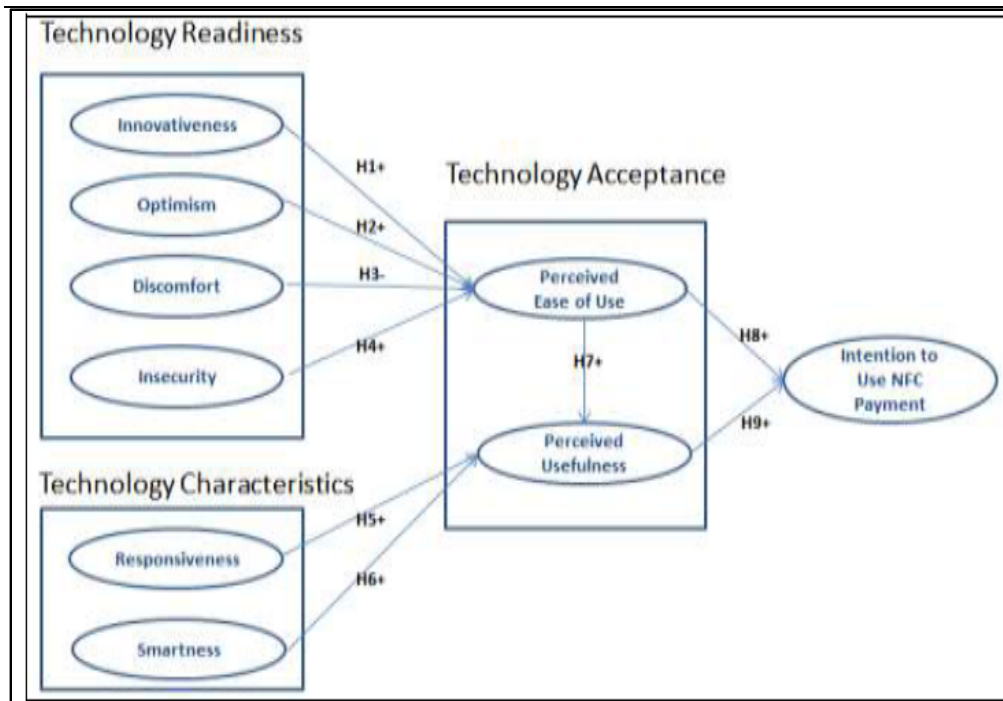 Technology Readiness
Innovativeness
H1+
Technology Acceptance
Optimism
H2+
Discomfort
H3-
Perceived
Ease of Use
H4+
Insecurity
H7+
H8+
Intention to
Use NFC
Payment
H9+
Perceived
Usefulness
Technology Characteristics
H5+
Responsiveness
H6+
Smartness